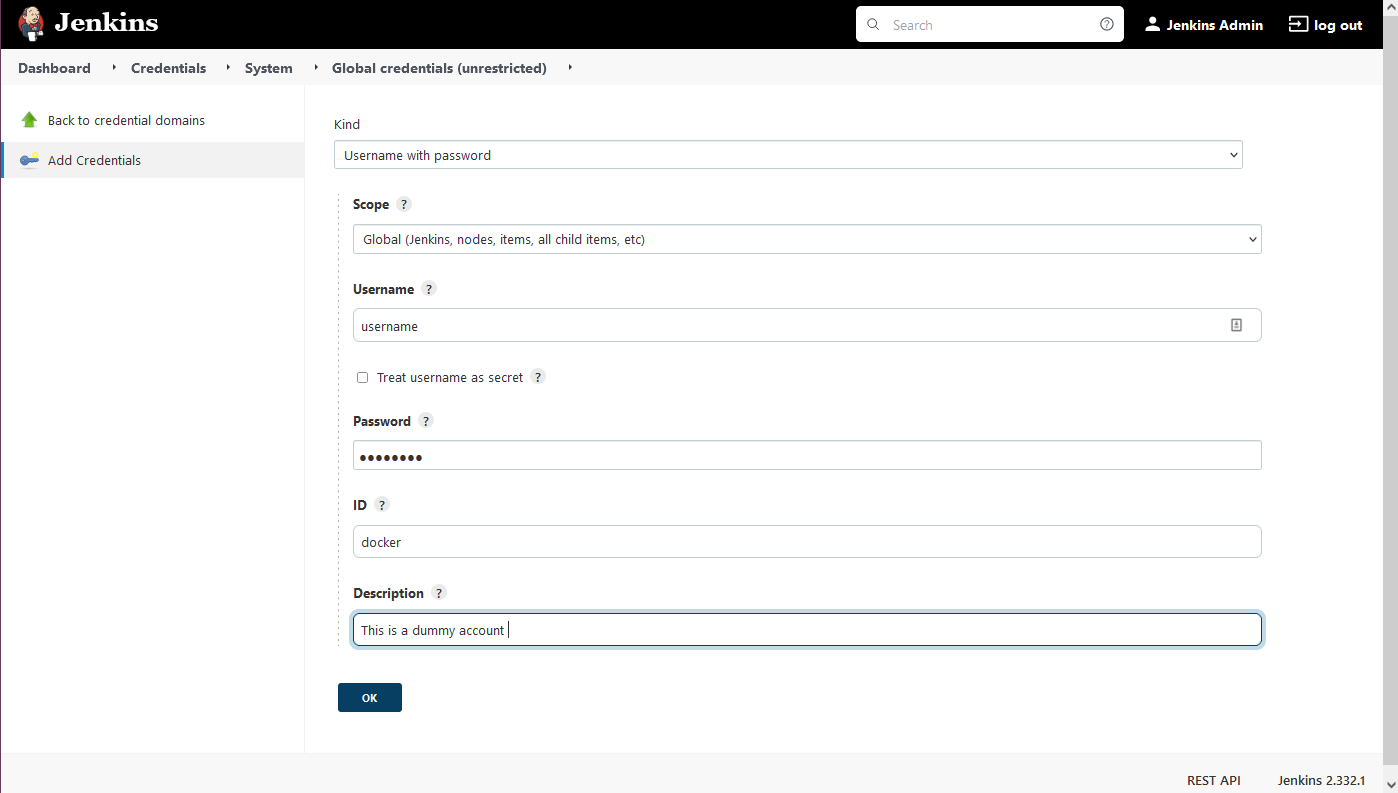 Jenkins
Search
Jenkins Admin
log out
Dashboard Credentials System Global credentials (unrestricted)
Back to credential domains
Add Credentials
Kind
Username with password
Scope ?
Global (Jenkins, nodes, items, all child items, etc)
Username ?
username
Treat username as secret ?
Password ?
••••••••
ID ?
docker
Description ?
This is a dummy account
OK
REST API Jenkins 2.332.1